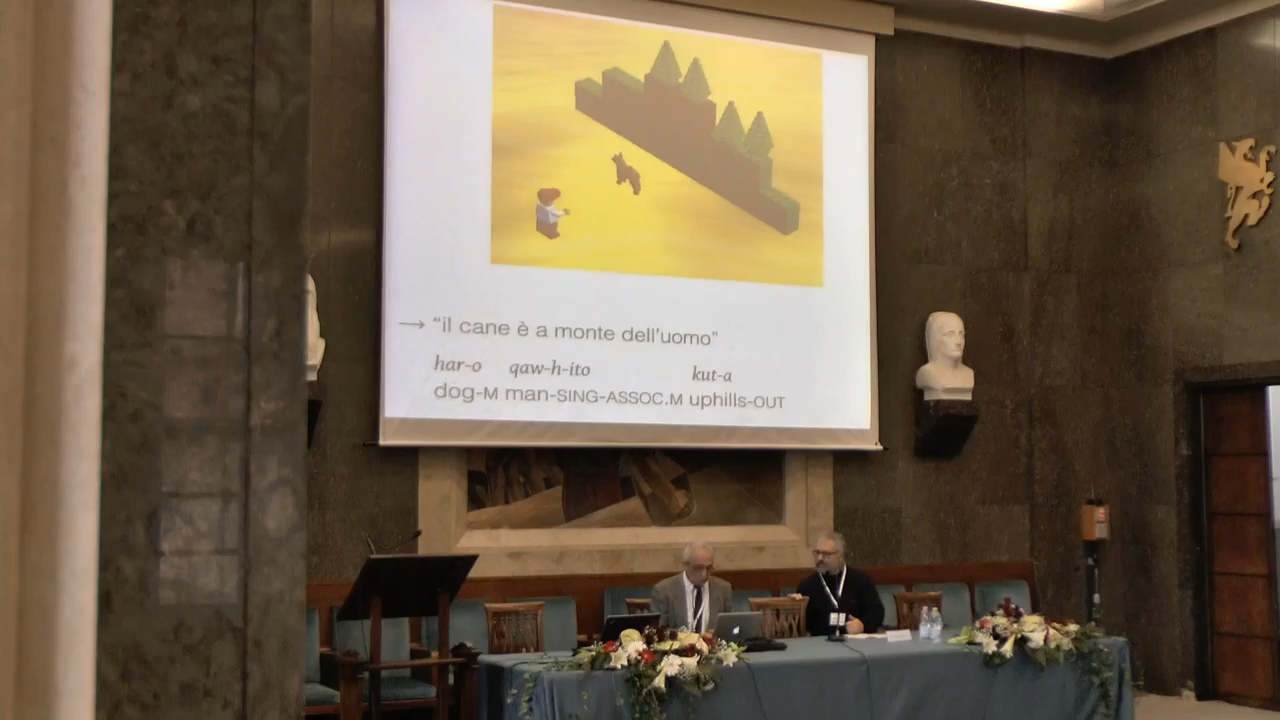 → "il cane è a monte dell'uomo"
har-o qaw-h-ito kut-a
dog-M man-SING-ASSOC.M uphills-OUT